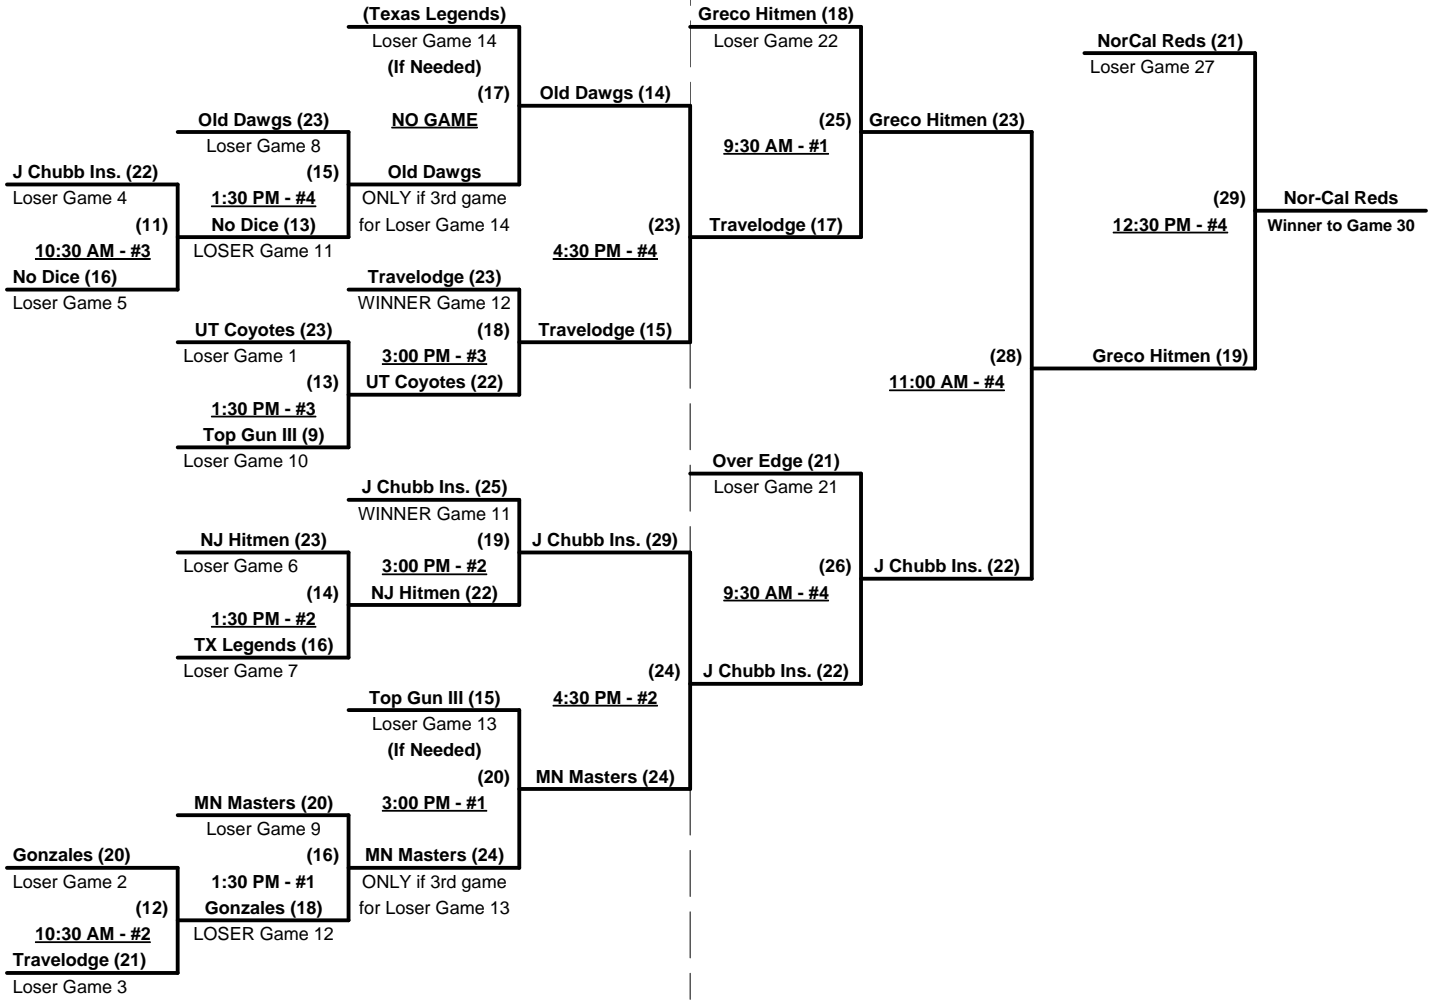 (Texas Legends)
Loser Game 14
(If Needed)
(17)
NO GAME
Old Dawgs (23)
Loser Game 8
(15)
1:30 PM - #4
No Dice (13)
LOSER Game 11
J Chubb Ins. (22)
Loser Game 4
(11)
10:30 AM - #3
No Dice (16)
Loser Game 5
Old Dawgs
ONLY if 3rd game
for Loser Game 14
Old Dawgs (14)
(23)
4:30 PM - #4
Travelodge (23)
WINNER Game 12
(18)
3:00 PM - #3
UT Coyotes (22)
Travelodge (15)
UT Coyotes (23)
Loser Game 1
(13)
1:30 PM - #3
Top Gun III (9)
Loser Game 10
J Chubb Ins. (25)
WINNER Game 11
(19)
3:00 PM - #2
NJ Hitmen (22)
NJ Hitmen (23)
Loser Game 6
(14)
1:30 PM - #2
TX Legends (16)
Loser Game 7
J Chubb Ins. (29)
(24)
4:30 PM - #2
Top Gun III (15)
Loser Game 13
(If Needed)
(20)
3:00 PM - #1
MN Masters (24)
MN Masters (20)
Loser Game 9
(16)
1:30 PM - #1
Gonzales (18)
LOSER Game 12
MN Masters (24)
ONLY if 3rd game
for Loser Game 13
Gonzales (20)
Loser Game 2
(12)
10:30 AM - #2
Travelodge (21)
Loser Game 3
Greco Hitmen (18)
Loser Game 22
(25)
9:30 AM - #1
Travelodge (17)
Greco Hitmen (23)
(28)
11:00 AM - #4
Over Edge (21)
Loser Game 21
(26)
9:30 AM - #4
J Chubb Ins. (22)
J Chubb Ins. (22)
NorCal Reds (21)
Loser Game 27
(29)
12:30 PM - #4
Greco Hitmen (19)
Nor-Cal Reds
Winner to Game 30